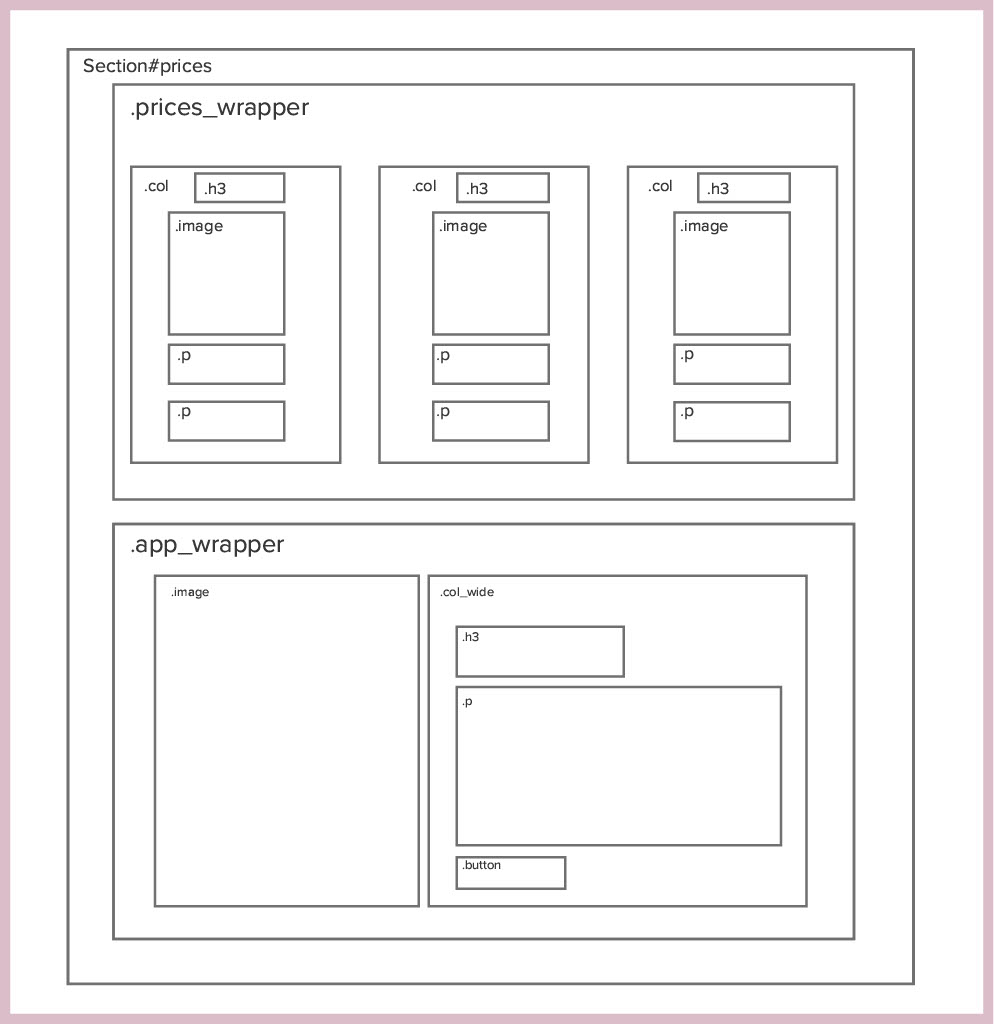 Section#prices
.prices_wrapper
.col
.h3
.image
.p
.p
.col
.h3
.image
.p
.p
.col
.h3
.image
.p
.p
.app_wrapper
.image
.col_wide
.h3
.p
.button